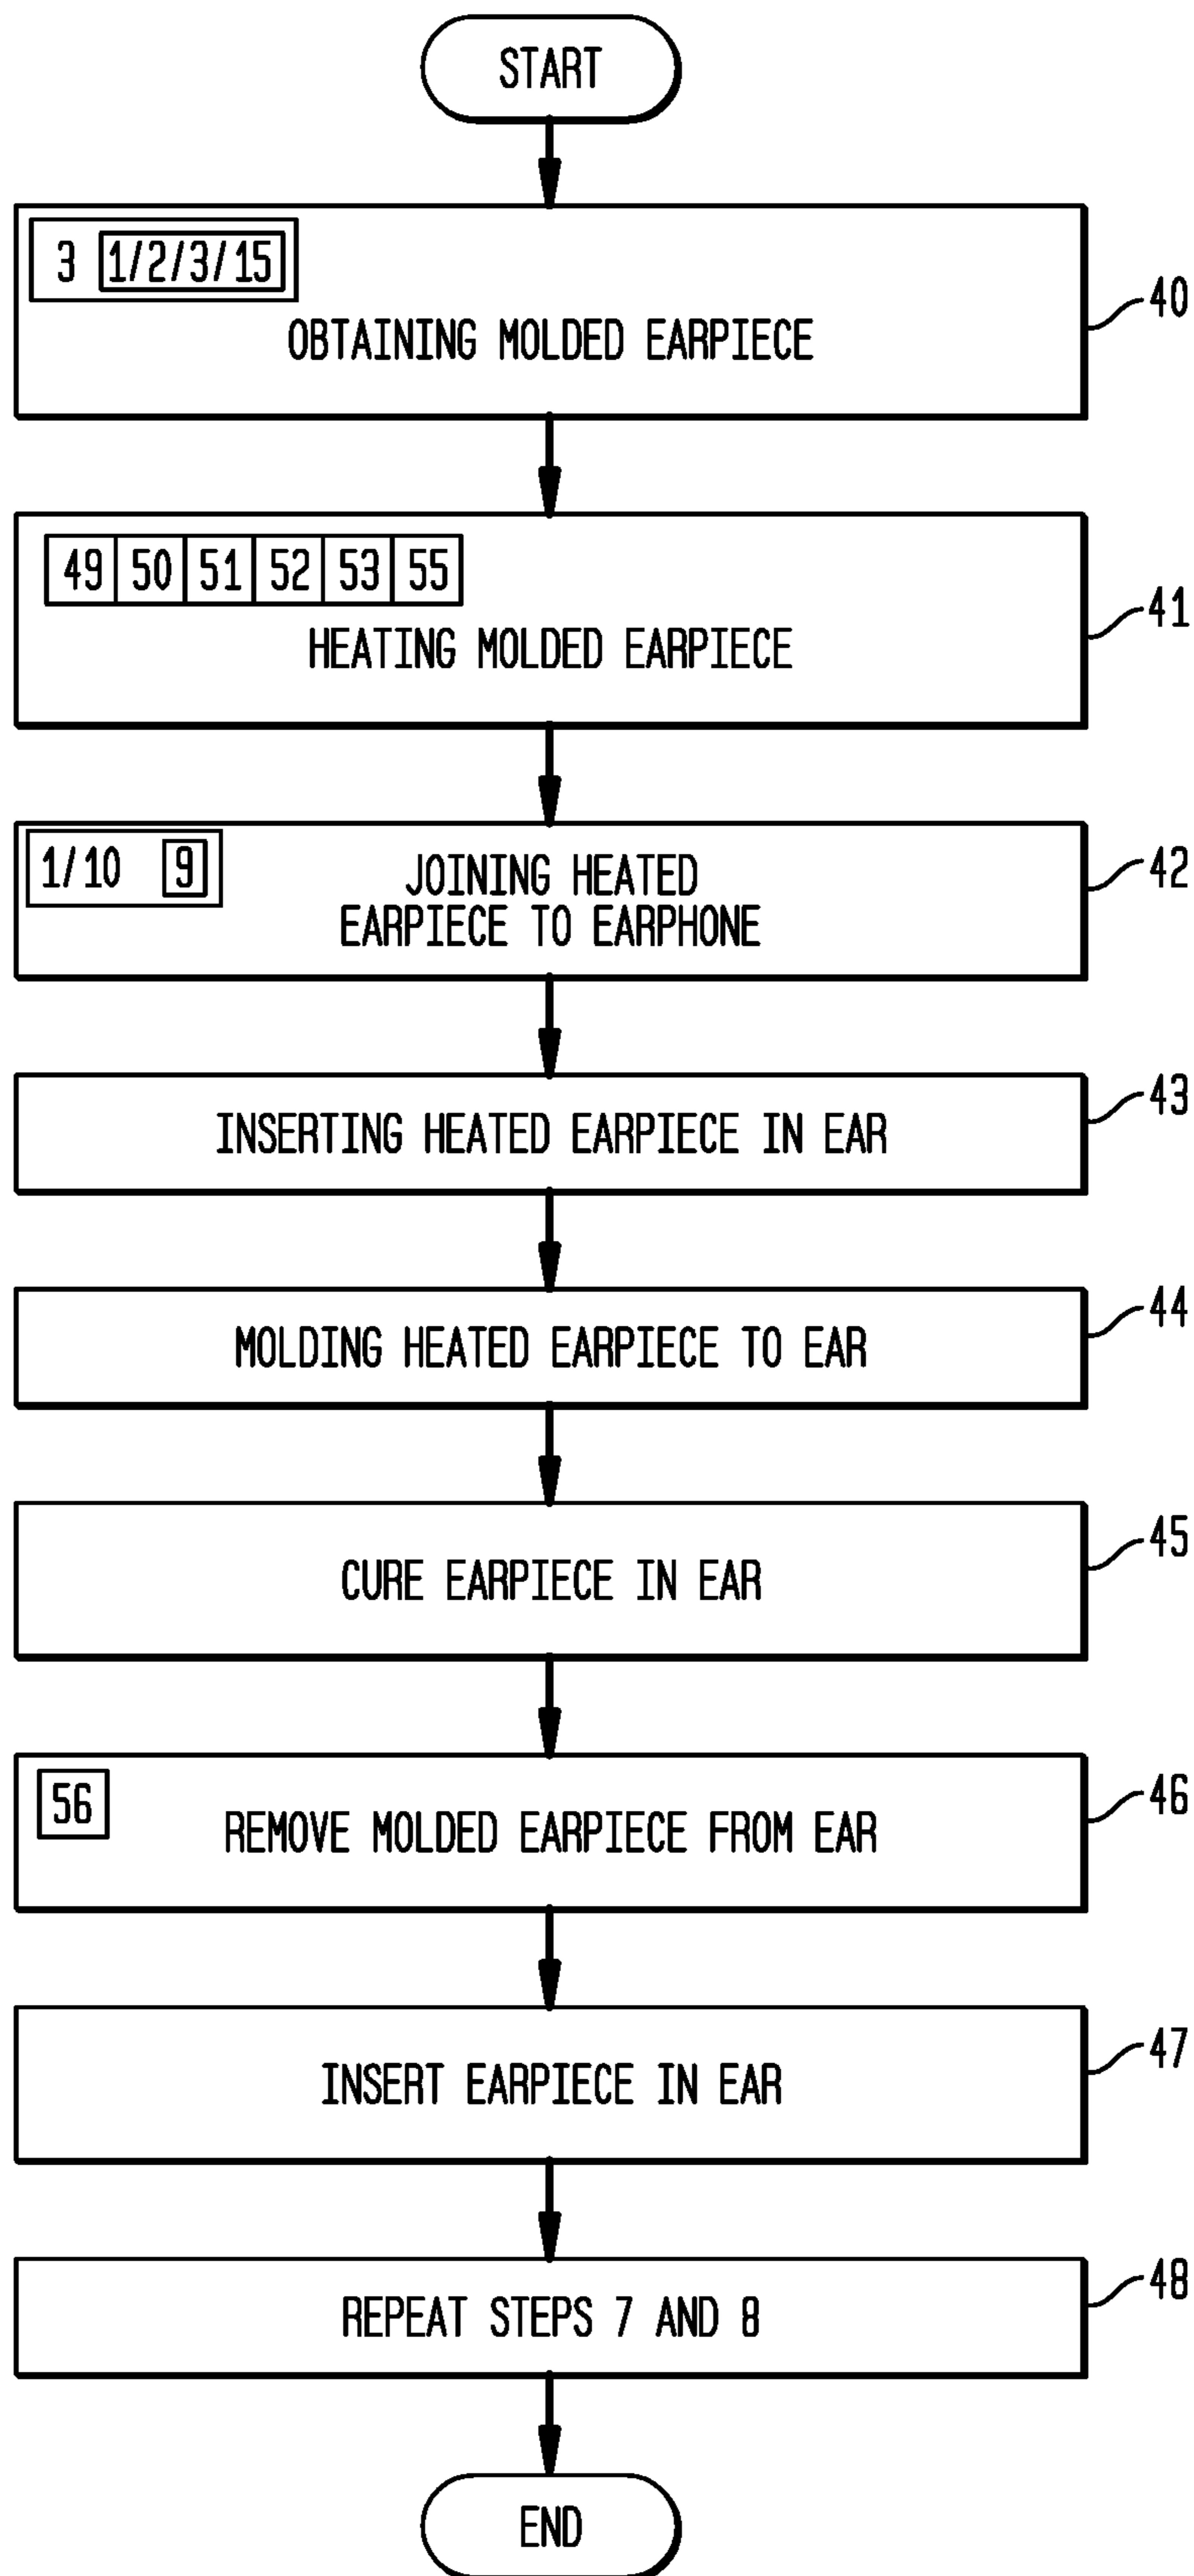 START
3 1/2/3/15
OBTAINING MOLDED EARPIECE
40
49 50 51 52 53 55
HEATING MOLDED EARPIECE
41
1/10 9
JOINING HEATED
EARPIECE TO EARPHONE
42
INSERTING HEATED EARPIECE IN EAR
43
MOLDING HEATED EARPIECE TO EAR
44
CURE EARPIECE IN EAR
45
56
REMOVE MOLDED EARPIECE FROM EAR
46
INSERT EARPIECE IN EAR
47
REPEAT STEPS 7 AND 8
48
END